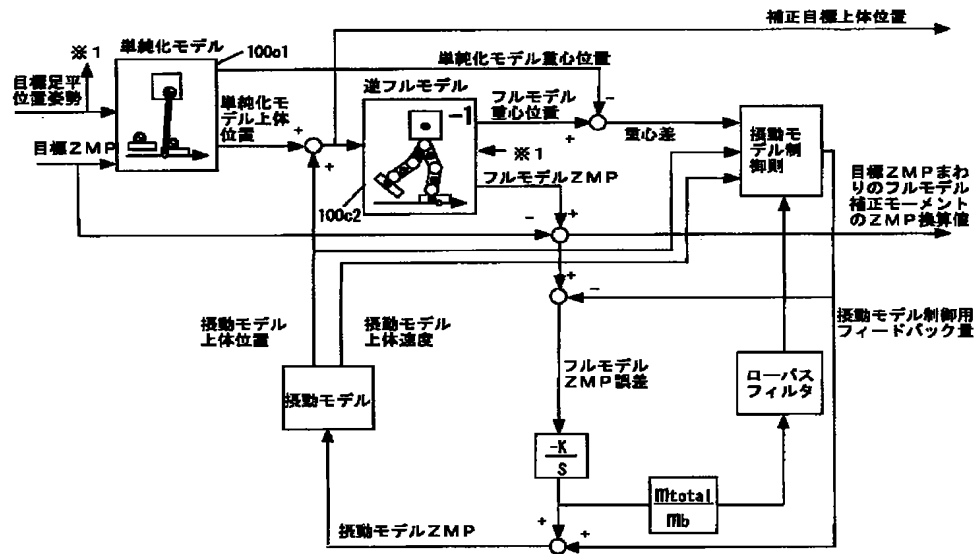 補正目標上体位置
※1
単純化モデル
100c1
単純化モデル重心位置
目標足平
位置姿勢
逆フルモデル
フルモデル
重心位置
単純化モ
デル上体
位置
-1
重心差
摂動モ
デル制
御則
目標ZMP
※1
フルモデルZMP
100c2
目標ZMPまわ
りのフルモデル
補正モーメント
のZMP換算値
+
+
+
-
-
+
+
+
-
摂動モデル
上体位置
摂動モデル
上体速度
摂動モデル制御用
フィードバック量
フルモデル
ZMP誤差
ローパス
フィルタ
摂動モデル
-K
S
mtotal
mb
摂動モデルZMP
+
+